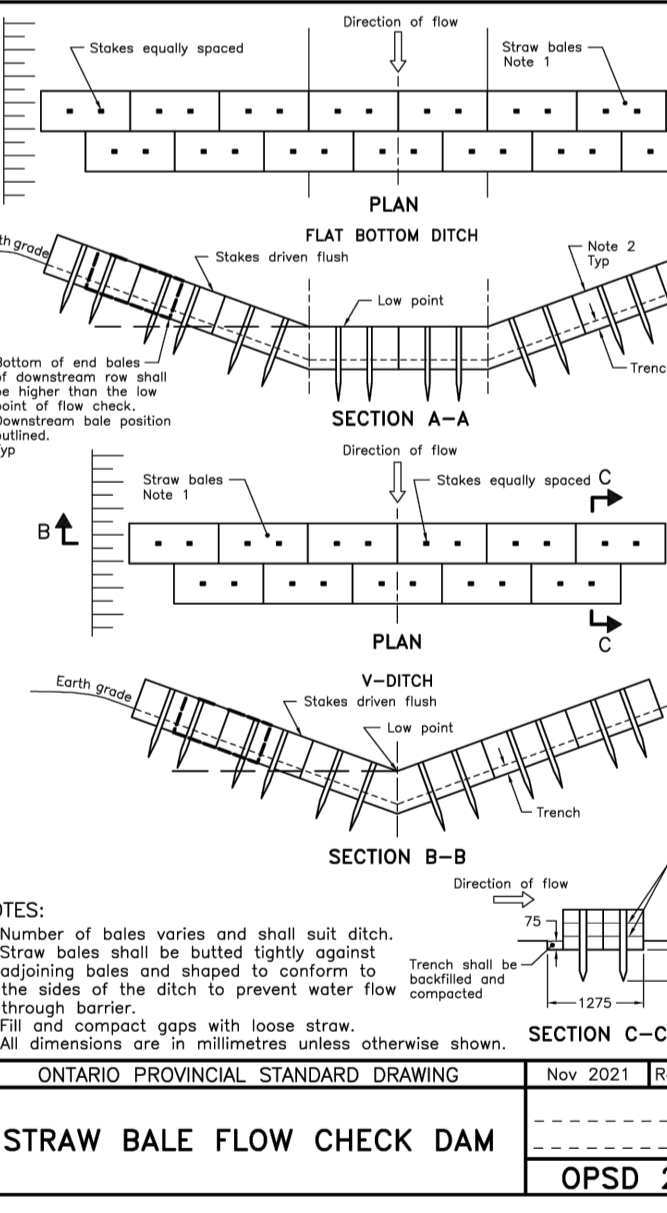 Direction of flow
Stakes equally spaced
Straw bales
Note 1
PLAN
FLAT BOTTOM DITCH
grade
Stakes driven flush
Note 2
Typ
Low point
Bottom of end bales
of downstream row shall
be higher than the low
point of flow check.
Downstream bale position
outlined.
Typ
SECTION A-A
Direction of flow
Straw bales
Note 1
Stakes equally spaced
C
B
C
PLAN
V-DITCH
Earth grade
Stakes driven flush
Low point
Trench
SECTION B-B
Direction of flow
75
Trench shall be
backfilled and
compacted
1275
SECTION C-C
NOTES:
Number of bales varies and shall suit ditch.
Straw bales shall be butted tightly against
adjoining bales and shaped to conform to
the sides of the ditch to prevent water flow
through barrier.
Fill and compact gaps with loose straw.
All dimensions are in millimetres unless otherwise shown.
ONTARIO PROVINCIAL STANDARD DRAWING
Nov 2021
STRAW BALE FLOW CHECK DAM
OPSD 2